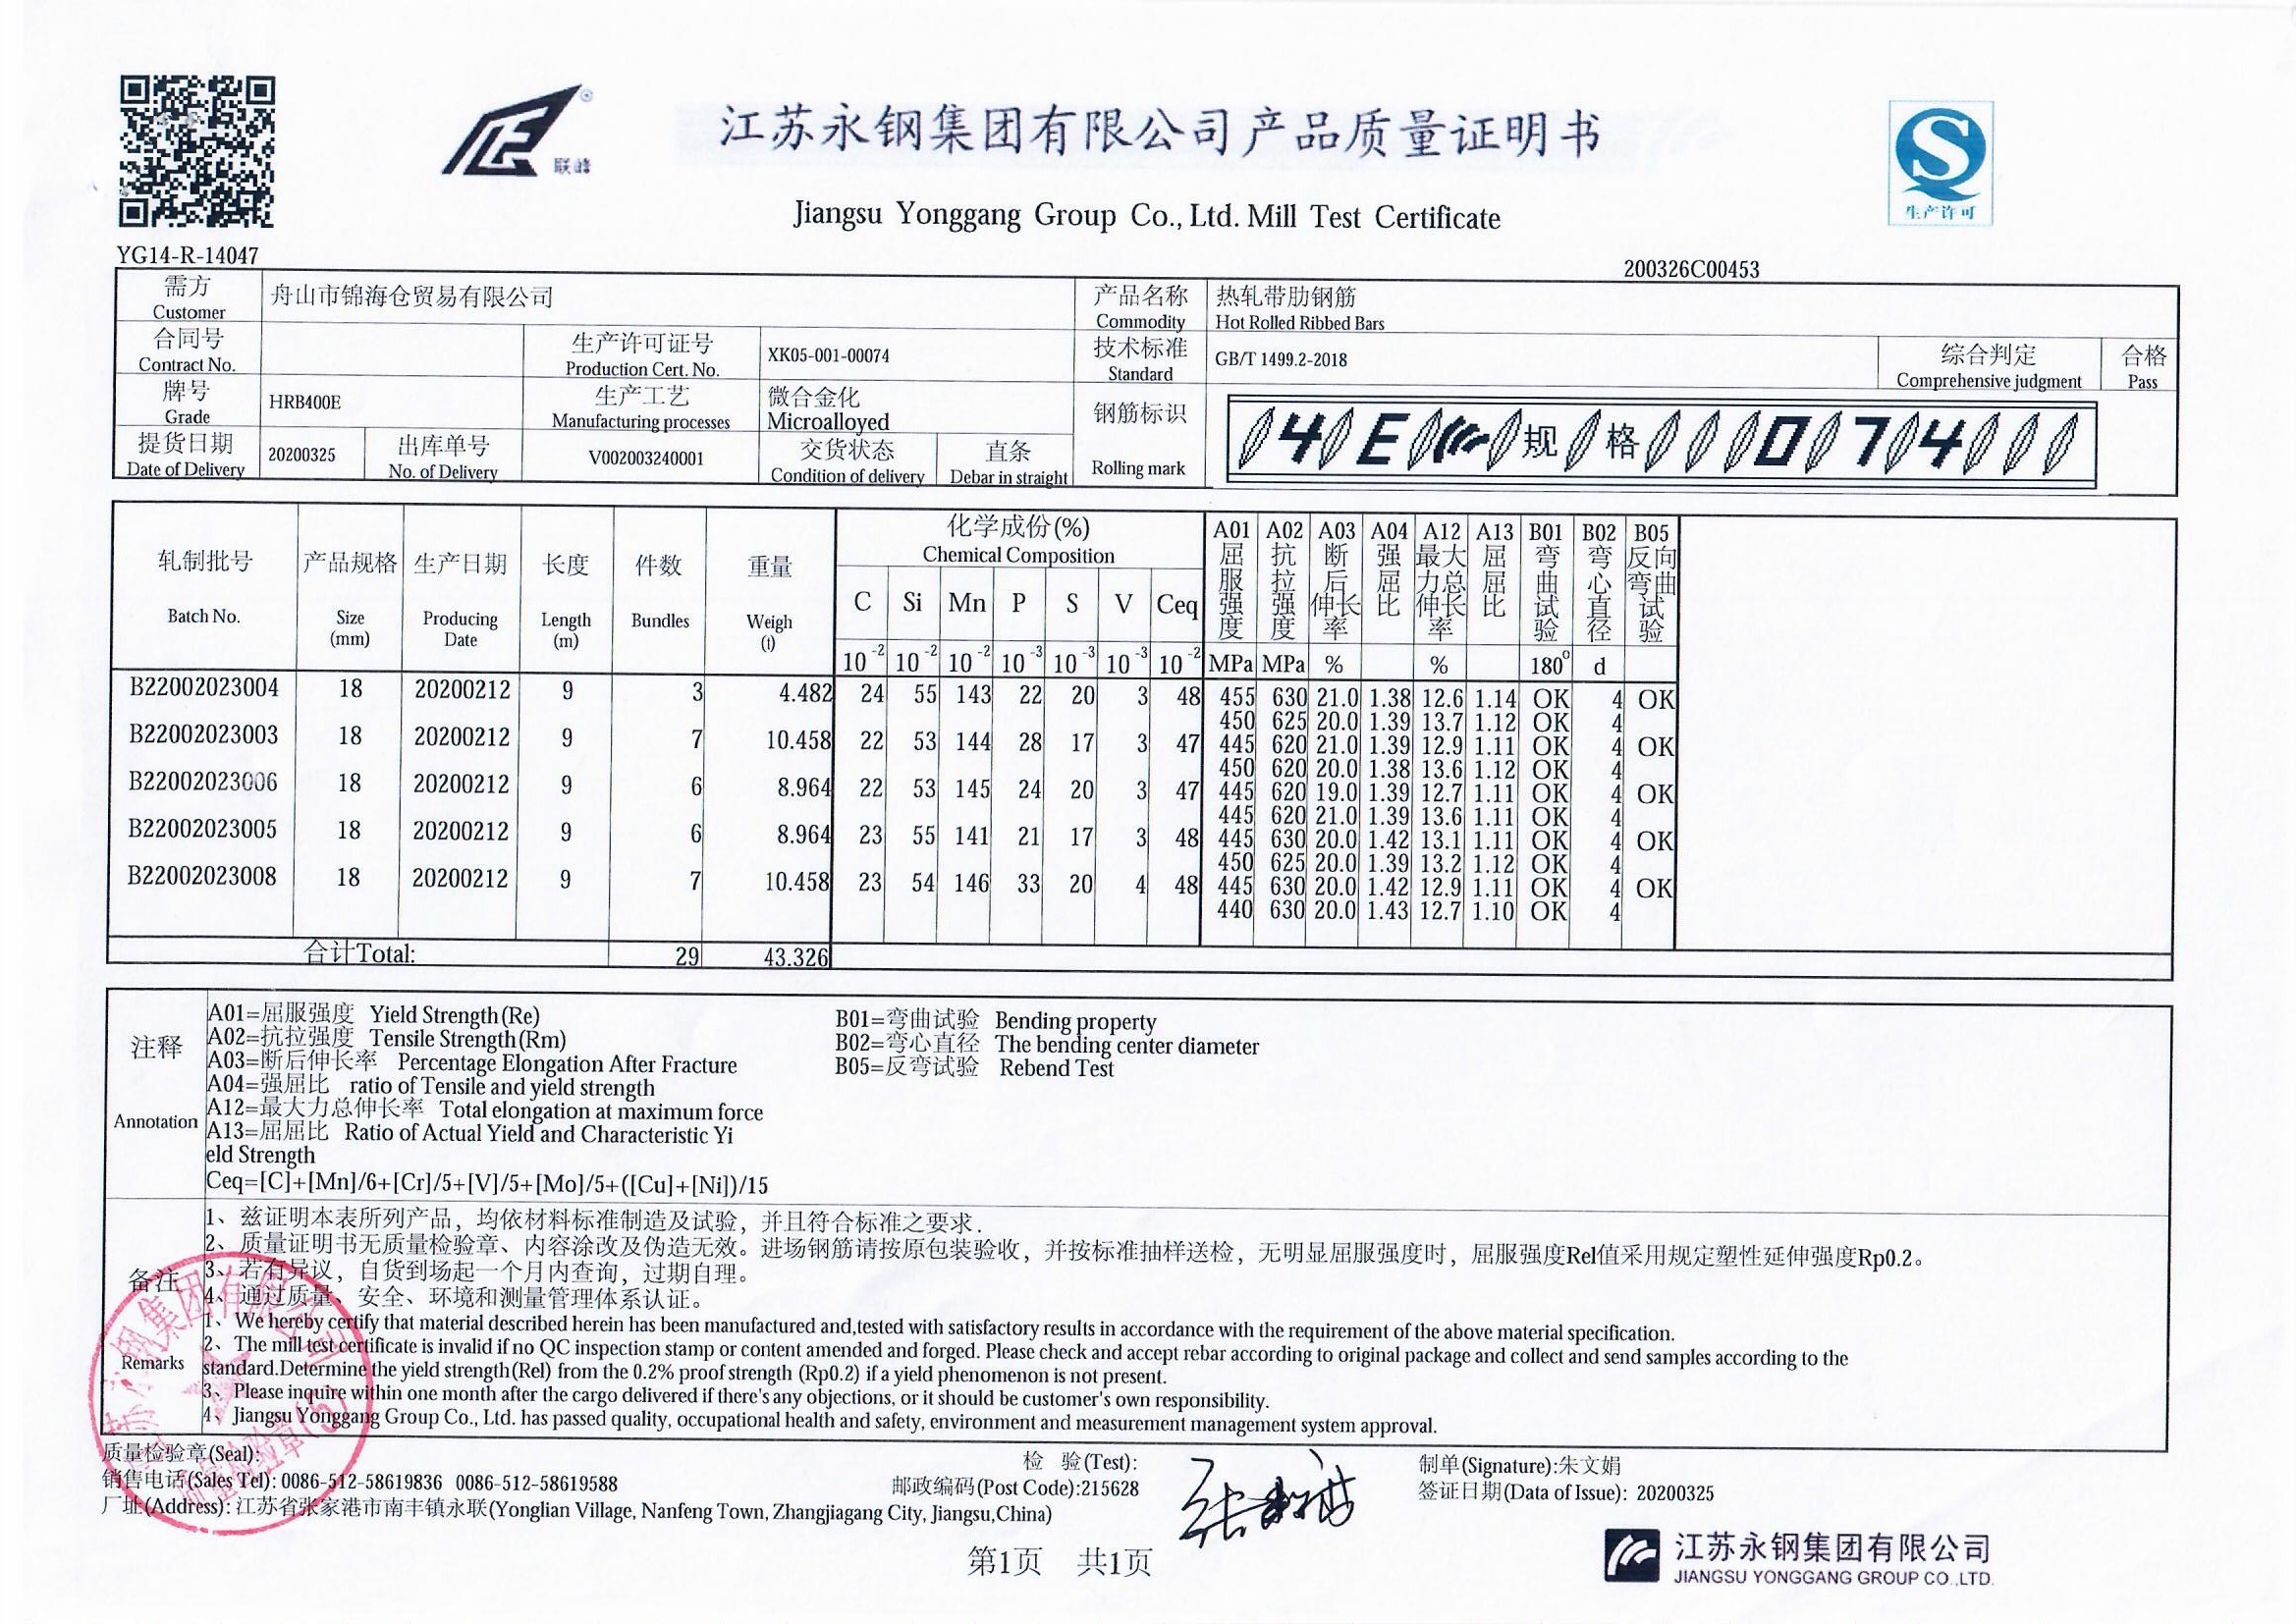 联峰
江苏永钢集团有限公司产品质量证明书
Jiangsu Yonggang Group Co., Ltd. Mill Test Certificate
生产许可
YG14-R-14047
200326C00453
需方 Customer 舟山市锦海仓贸易有限公司 产品名称 Commodity 热轧带肋钢筋 Hot Rolled Ribbed Bars
合同号 Contract No. 生产许可证号 Production Cert. No. XK05-001-00074 技术标准 Standard GB/T 1499.2-2018 综合判定 Comprehensive judgment 合格 Pass
牌号 Grade HRB400E 生产工艺 Manufacturing processes 微合金化 Microalloyed 钢筋标识 Rolling mark 4 E 规 格 0 7 4
提货日期 Date of Delivery 20200325 出库单号 No. of Delivery V002003240001 交货状态 Condition of delivery 直条 Debar in straight
轧制批号 Batch No. 产品规格 Size (mm) 生产日期 Producing Date 长度 Length (m) 件数 Bundles 重量 Weigh (t) 化学成份(%) Chemical Composition
C Si Mn P S V Ceq
A01 屈服强度 A02 抗拉强度 A03 断后伸长率 A04 强屈比 A12 最大力总伸长率 A13 屈屈比 B01 弯曲试验 B02 弯心直径 B05 反向弯曲试验
10-2 10-2 10-2 10-3 10-3 10-3 10-2 MPa MPa % % 180° d
B22002023004 18 20200212 9 3 4.482 24 55 143 22 20 3 48 455 630 21.0 1.38 12.6 1.14 OK 4 OK
450 625 20.0 1.39 13.7 1.12 OK 4
B22002023003 18 20200212 9 7 10.458 22 53 144 28 17 3 47 445 620 21.0 1.39 12.9 1.11 OK 4 OK
450 620 20.0 1.38 13.6 1.12 OK 4
B22002023006 18 20200212 9 6 8.964 22 53 145 24 20 3 47 445 620 19.0 1.39 12.7 1.11 OK 4 OK
445 620 21.0 1.39 13.6 1.11 OK 4
B22002023005 18 20200212 9 6 8.964 23 55 141 21 17 3 48 445 630 20.0 1.42 13.1 1.11 OK 4 OK
450 625 20.0 1.39 13.2 1.12 OK 4
B22002023008 18 20200212 9 7 10.458 23 54 146 33 20 4 48 445 630 20.0 1.42 12.9 1.11 OK 4 OK
440 630 20.0 1.43 12.7 1.10 OK 4
合计Total: 29 43.326
注释 Annotation
A01=屈服强度 Yield Strength(Re) B01=弯曲试验 Bending property
A02=抗拉强度 Tensile Strength(Rm) B02=弯心直径 The bending center diameter
A03=断后伸长率 Percentage Elongation After Fracture B05=反弯试验 Rebend Test
A04=强屈比 ratio of Tensile and yield strength
A12=最大力总伸长率 Total elongation at maximum force
A13=屈屈比 Ratio of Actual Yield and Characteristic Yi
eld Strength
Ceq=[C]+[Mn]/6+[Cr]/5+[V]/5+[Mo]/5+([Cu]+[Ni])/15
备注 Remarks
1、兹证明本表所列产品，均依材料标准制造及试验，并且符合标准之要求.
2、质量证明书无质量检验章、内容涂改及伪造无效。进场钢筋请按原包装验收，并按标准抽样送检，无明显屈服强度时，屈服强度Rel值采用规定塑性延伸强度Rp0.2。
3、若有异议，自货到场起一个月内查询，过期自理。
4、通过质量、安全、环境和测量管理体系认证。
1、We hereby certify that material described herein has been manufactured and,tested with satisfactory results in accordance with the requirement of the above material specification.
2、The mill test certificate is invalid if no QC inspection stamp or content amended and forged. Please check and accept rebar according to original package and collect and send samples according to the
standard.Determine the yield strength(Rel) from the 0.2% proof strength (Rp0.2) if a yield phenomenon is not present.
3、Please inquire within one month after the cargo delivered if there's any objections, or it should be customer's own responsibility.
4、Jiangsu Yonggang Group Co., Ltd. has passed quality, occupational health and safety, environment and measurement management system approval.
质量检验章(Seal): 检 验(Test): 制单(Signature):朱文娟
销售电话(Sales Tel): 0086-512-58619836 0086-512-58619588 邮政编码(Post Code):215628 签证日期(Data of Issue): 20200325
厂址(Address): 江苏省张家港市南丰镇永联(Yonglian Village, Nanfeng Town, Zhangjiagang City, Jiangsu,China)
第1页 共1页
江苏永钢集团有限公司
JIANGSU YONGGANG GROUP CO.,LTD.